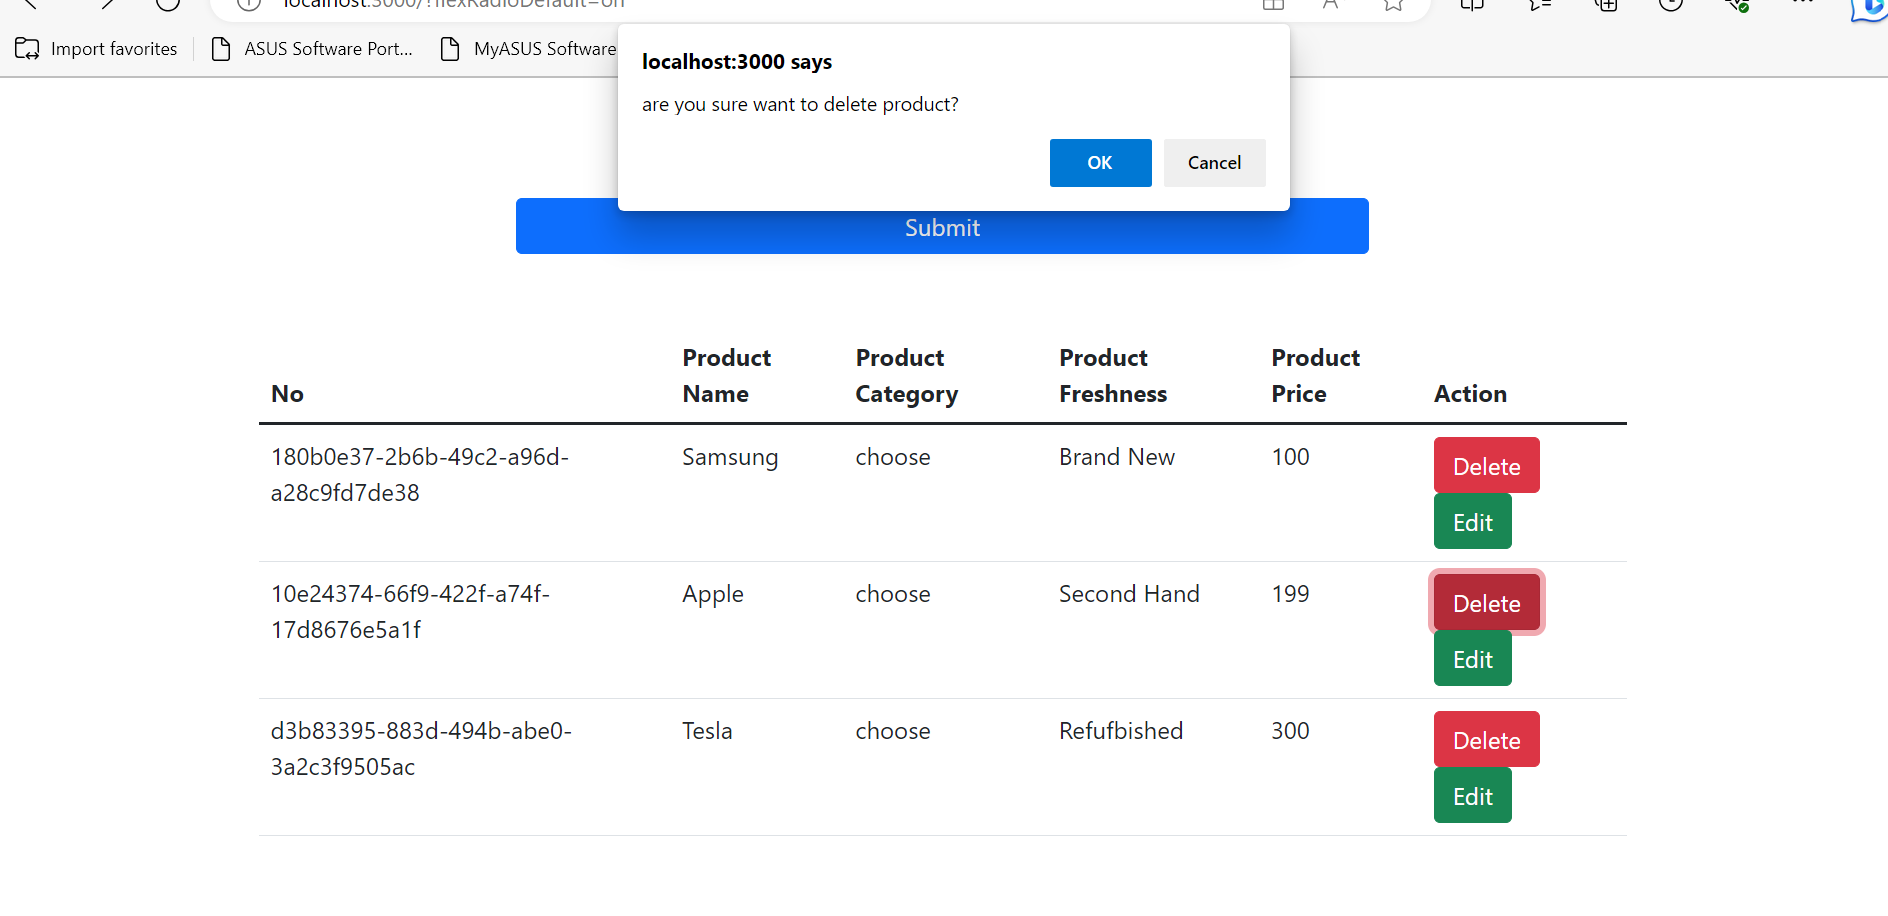 localhost:3000/?flexRadioDefault=on
Import favorites
ASUS Software Port...
MyASUS Software
localhost:3000 says
are you sure want to delete product?
OK
Cancel
Submit
No
Product Name
Product Category
Product Freshness
Product Price
Action
180b0e37-2b6b-49c2-a96d-
a28c9fd7de38
Samsung
choose
Brand New
100
Delete
Edit
10e24374-66f9-422f-a74f-
17d8676e5a1f
Apple
choose
Second Hand
199
Delete
Edit
d3b83395-883d-494b-abe0-
3a2c3f9505ac
Tesla
choose
Refufbished
300
Delete
Edit